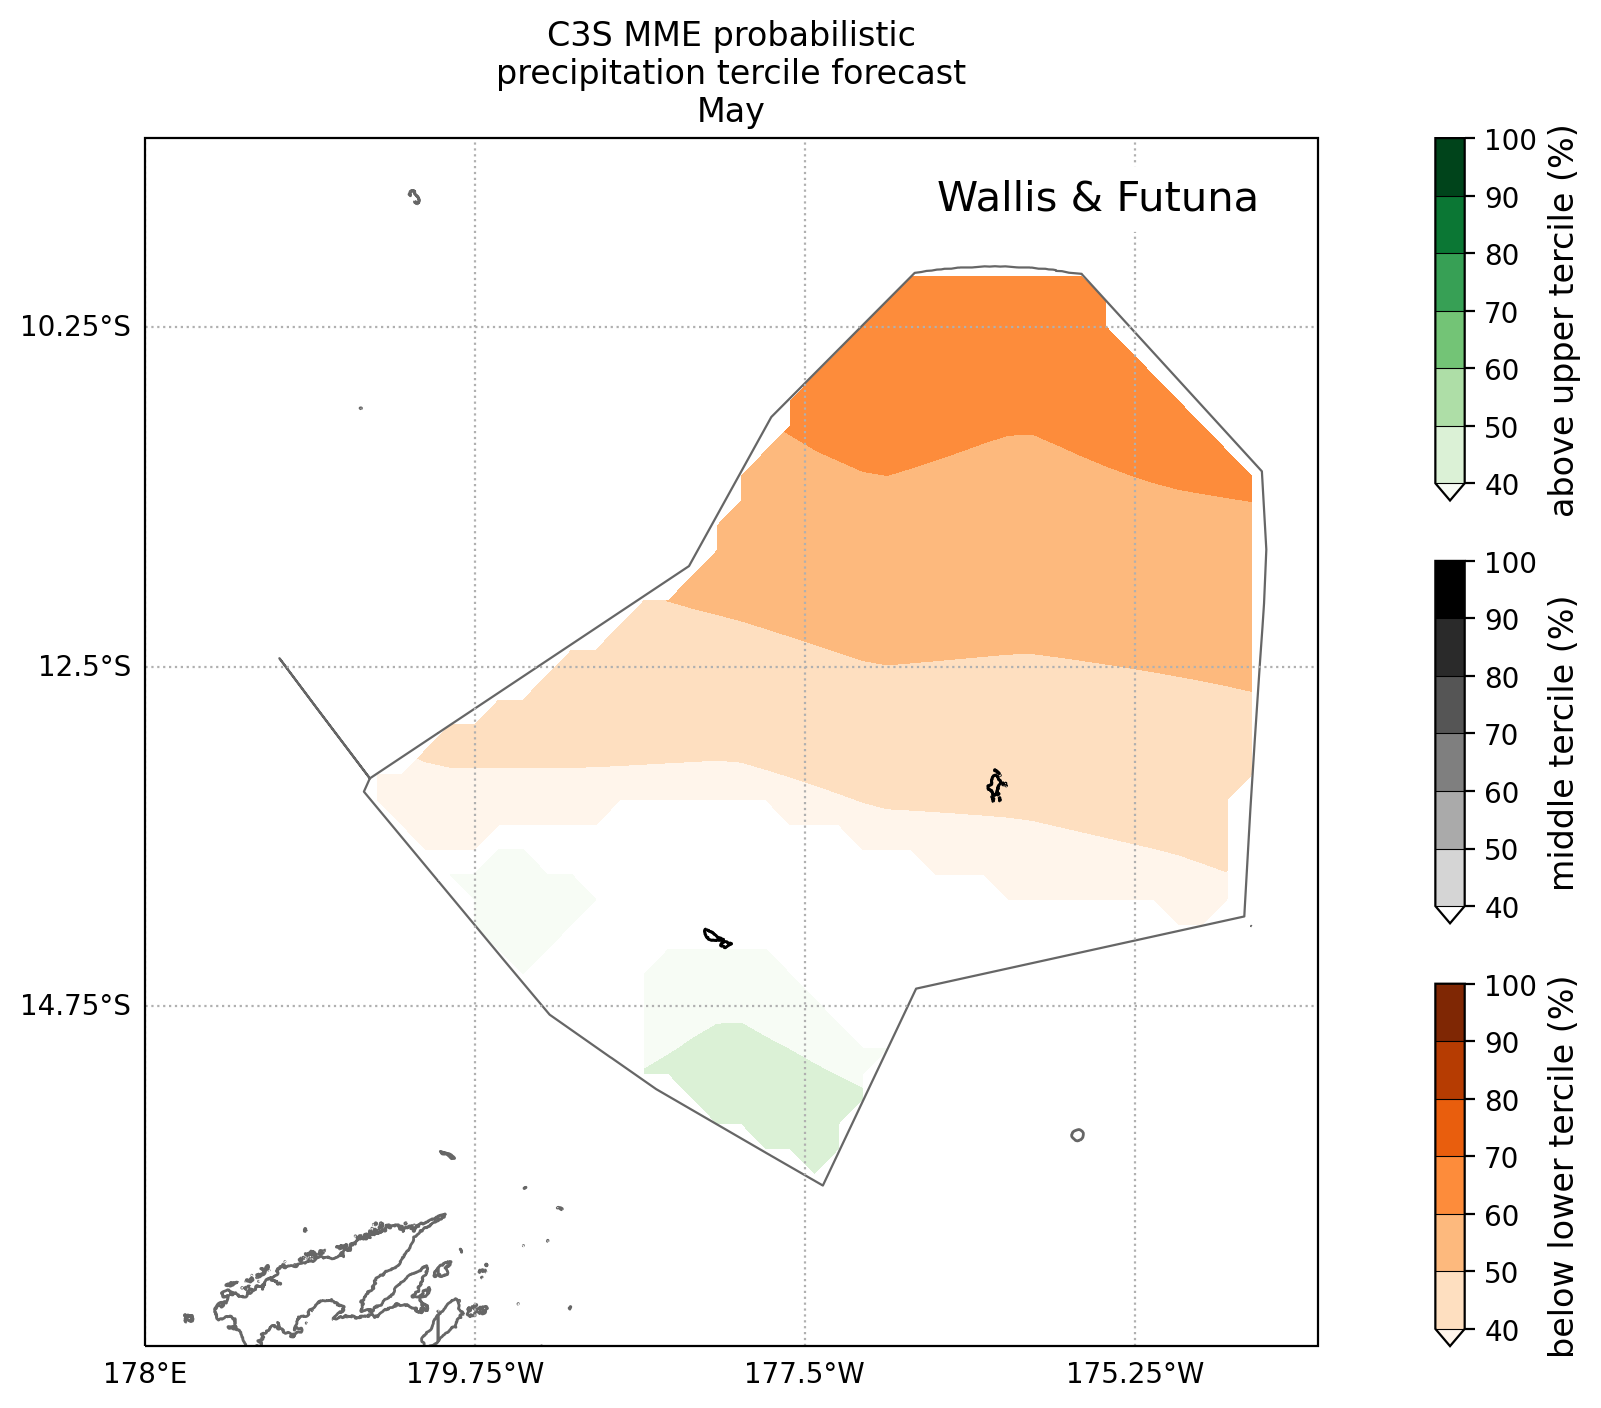 C3S MME probabilistic
precipitation tercile forecast
May
Wallis & Futuna
10.25°S
12.5°S
14.75°S
178°E
179.75°W
177.5°W
175.25°W
100
90
80
70
60
50
40
above upper tercile (%)
100
90
80
70
60
50
40
middle tercile (%)
100
90
80
70
60
50
40
below lower tercile (%)